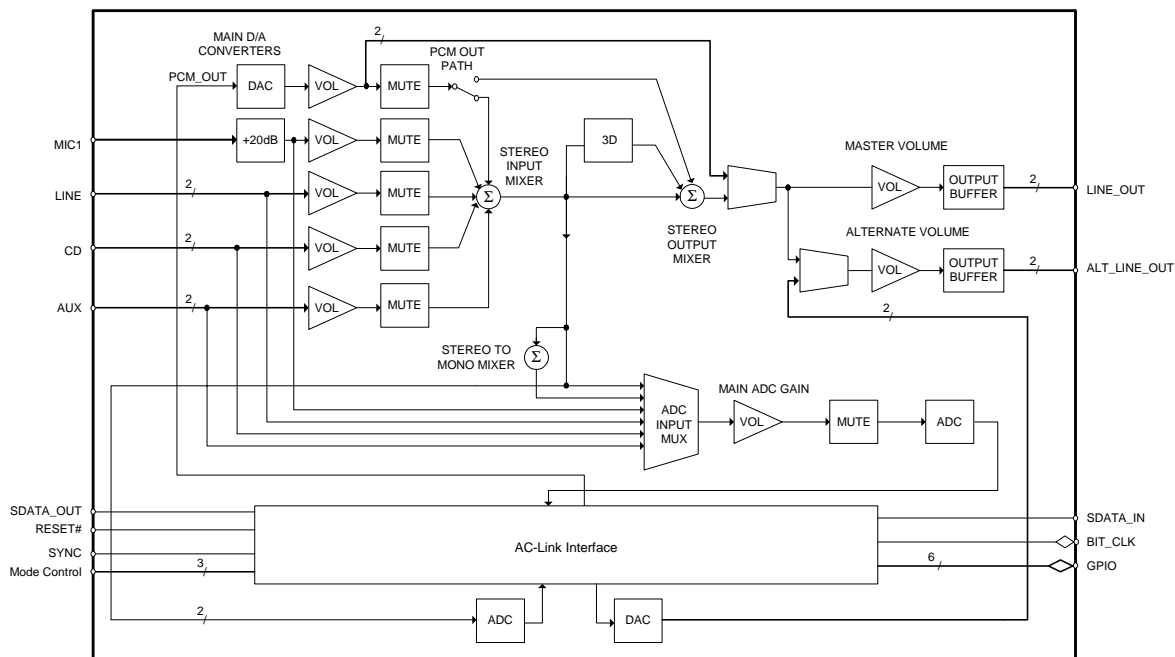 MAIN D/A
CONVERTERS
2
PCM OUT
PATH
PCM_OUT
DAC
VOL
MUTE
MIC1
+20dB
VOL
MUTE
STEREO
INPUT
MIXER
3D
MASTER VOLUME
LINE
2
VOL
MUTE
Σ
Σ
VOL
OUTPUT
BUFFER
2
LINE_OUT
STEREO
OUTPUT
MIXER
ALTERNATE VOLUME
CD
2
VOL
MUTE
VOL
OUTPUT
BUFFER
2
ALT_LINE_OUT
AUX
2
VOL
MUTE
2
STEREO TO
MONO MIXER
Σ
ADC
INPUT
MUX
MAIN ADC GAIN
VOL
MUTE
ADC
SDATA_OUT
RESET#
SYNC
Mode Control
3
AC-Link Interface
SDATA_IN
BIT_CLK
6
GPIO
2
ADC
DAC